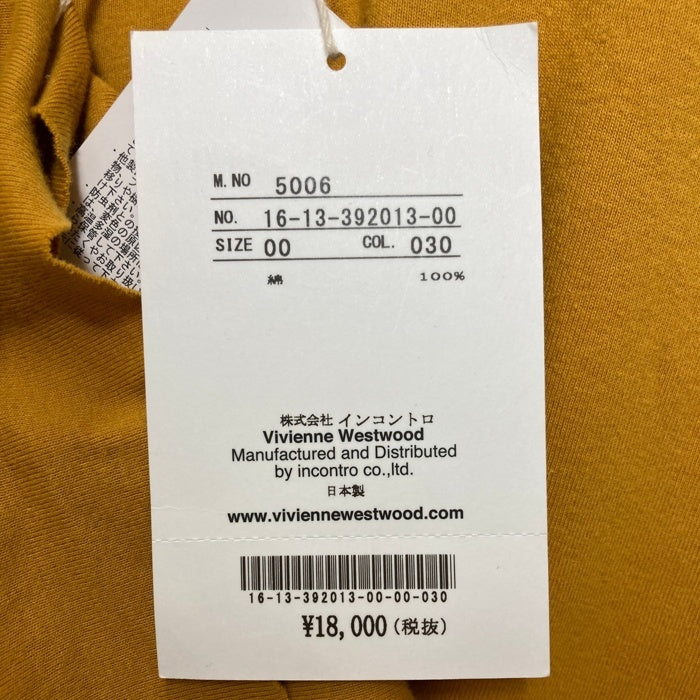 M.NO 5006
NO. 16-13-392013-00
SIZE 00 COL. 030
綿 100%
株式会社 インコントロ
Vivienne Westwood
Manufactured and Distributed
by incontro co.,ltd.
日本製
www.viviennewestwood.com
16-13-392013-00-00-030
¥18,000(税抜)